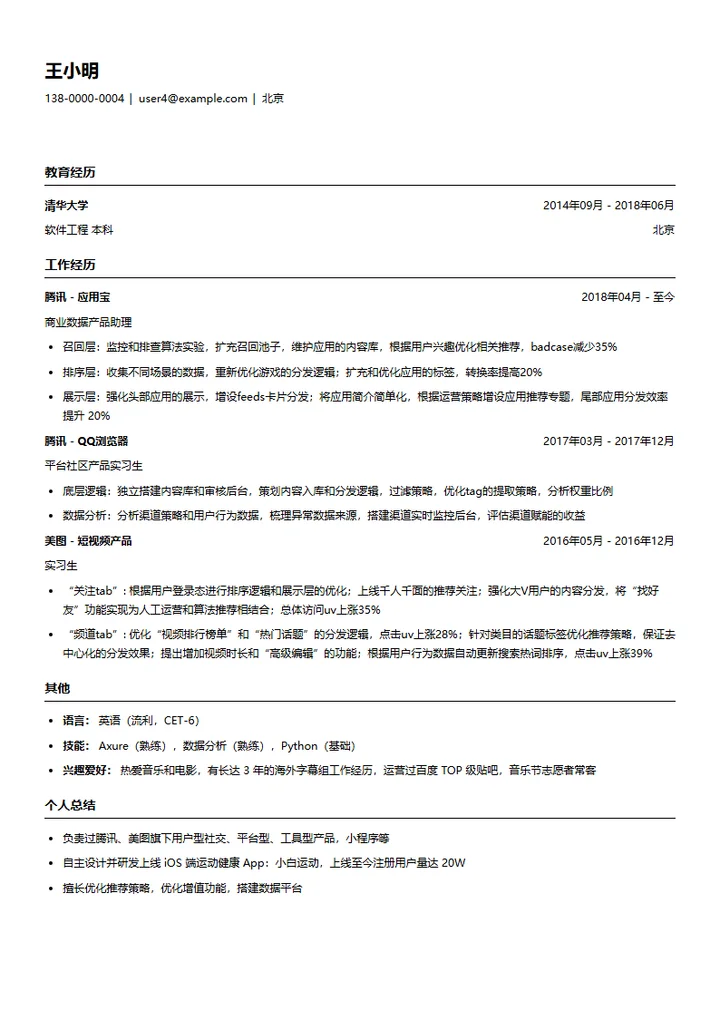 王小明
138-0000-0004 | user4@example.com | 北京
教育经历
清华大学 2014年09月 - 2018年06月
软件工程 本科 北京
工作经历
腾讯 - 应用宝 2018年04月 - 至今
商业数据产品助理
• 召回层：监控和排查算法实验，扩充召回池子，维护应用的内容库，根据用户兴趣优化相关推荐，badcase减少35%
• 排序层：收集不同场景的数据，重新优化游戏的分发逻辑；扩充和优化应用的标签，转换率提高20%
• 展示层：强化头部应用的展示，增设feeds卡片分发；将应用简介简单化，根据运营策略增设应用推荐专题，尾部应用分发效率
提升 20%
腾讯 - QQ浏览器 2017年03月 - 2017年12月
平台社区产品实习生
• 底层逻辑：独立搭建内容库和审核后台，策划内容入库和分发逻辑，过滤策略，优化tag的提取策略，分析权重比例
• 数据分析：分析渠道策略和用户行为数据，梳理异常数据来源，搭建渠道实时监控后台，评估渠道赋能的收益
美图 - 短视频产品 2016年05月 - 2016年12月
实习生
• “关注tab”: 根据用户登录态进行排序逻辑和展示层的优化；上线千人千面的推荐关注；强化大V用户的内容分发，将“找好
友”功能实现为人工运营和算法推荐相结合；总体访问uv上涨35%
• “频道tab”: 优化“视频排行榜单”和“热门话题”的分发逻辑，点击uv上涨28%；针对类目的话题标签优化推荐策略，保证去
中心化的分发效果；提出增加视频时长和“高级编辑”的功能；根据用户行为数据自动更新搜索热词排序，点击uv上涨39%
其他
• 语言： 英语（流利，CET-6）
• 技能： Axure（熟练），数据分析（熟练），Python（基础）
• 兴趣爱好： 热爱音乐和电影，有长达 3 年的海外字幕组工作经历，运营过百度 TOP 级贴吧，音乐节志愿者常客
个人总结
• 负责过腾讯、美图旗下用户型社交、平台型、工具型产品，小程序等
• 自主设计并研发上线 iOS 端运动健康 App：小白运动，上线至今注册用户量达 20W
• 擅长优化推荐策略，优化增值功能，搭建数据平台